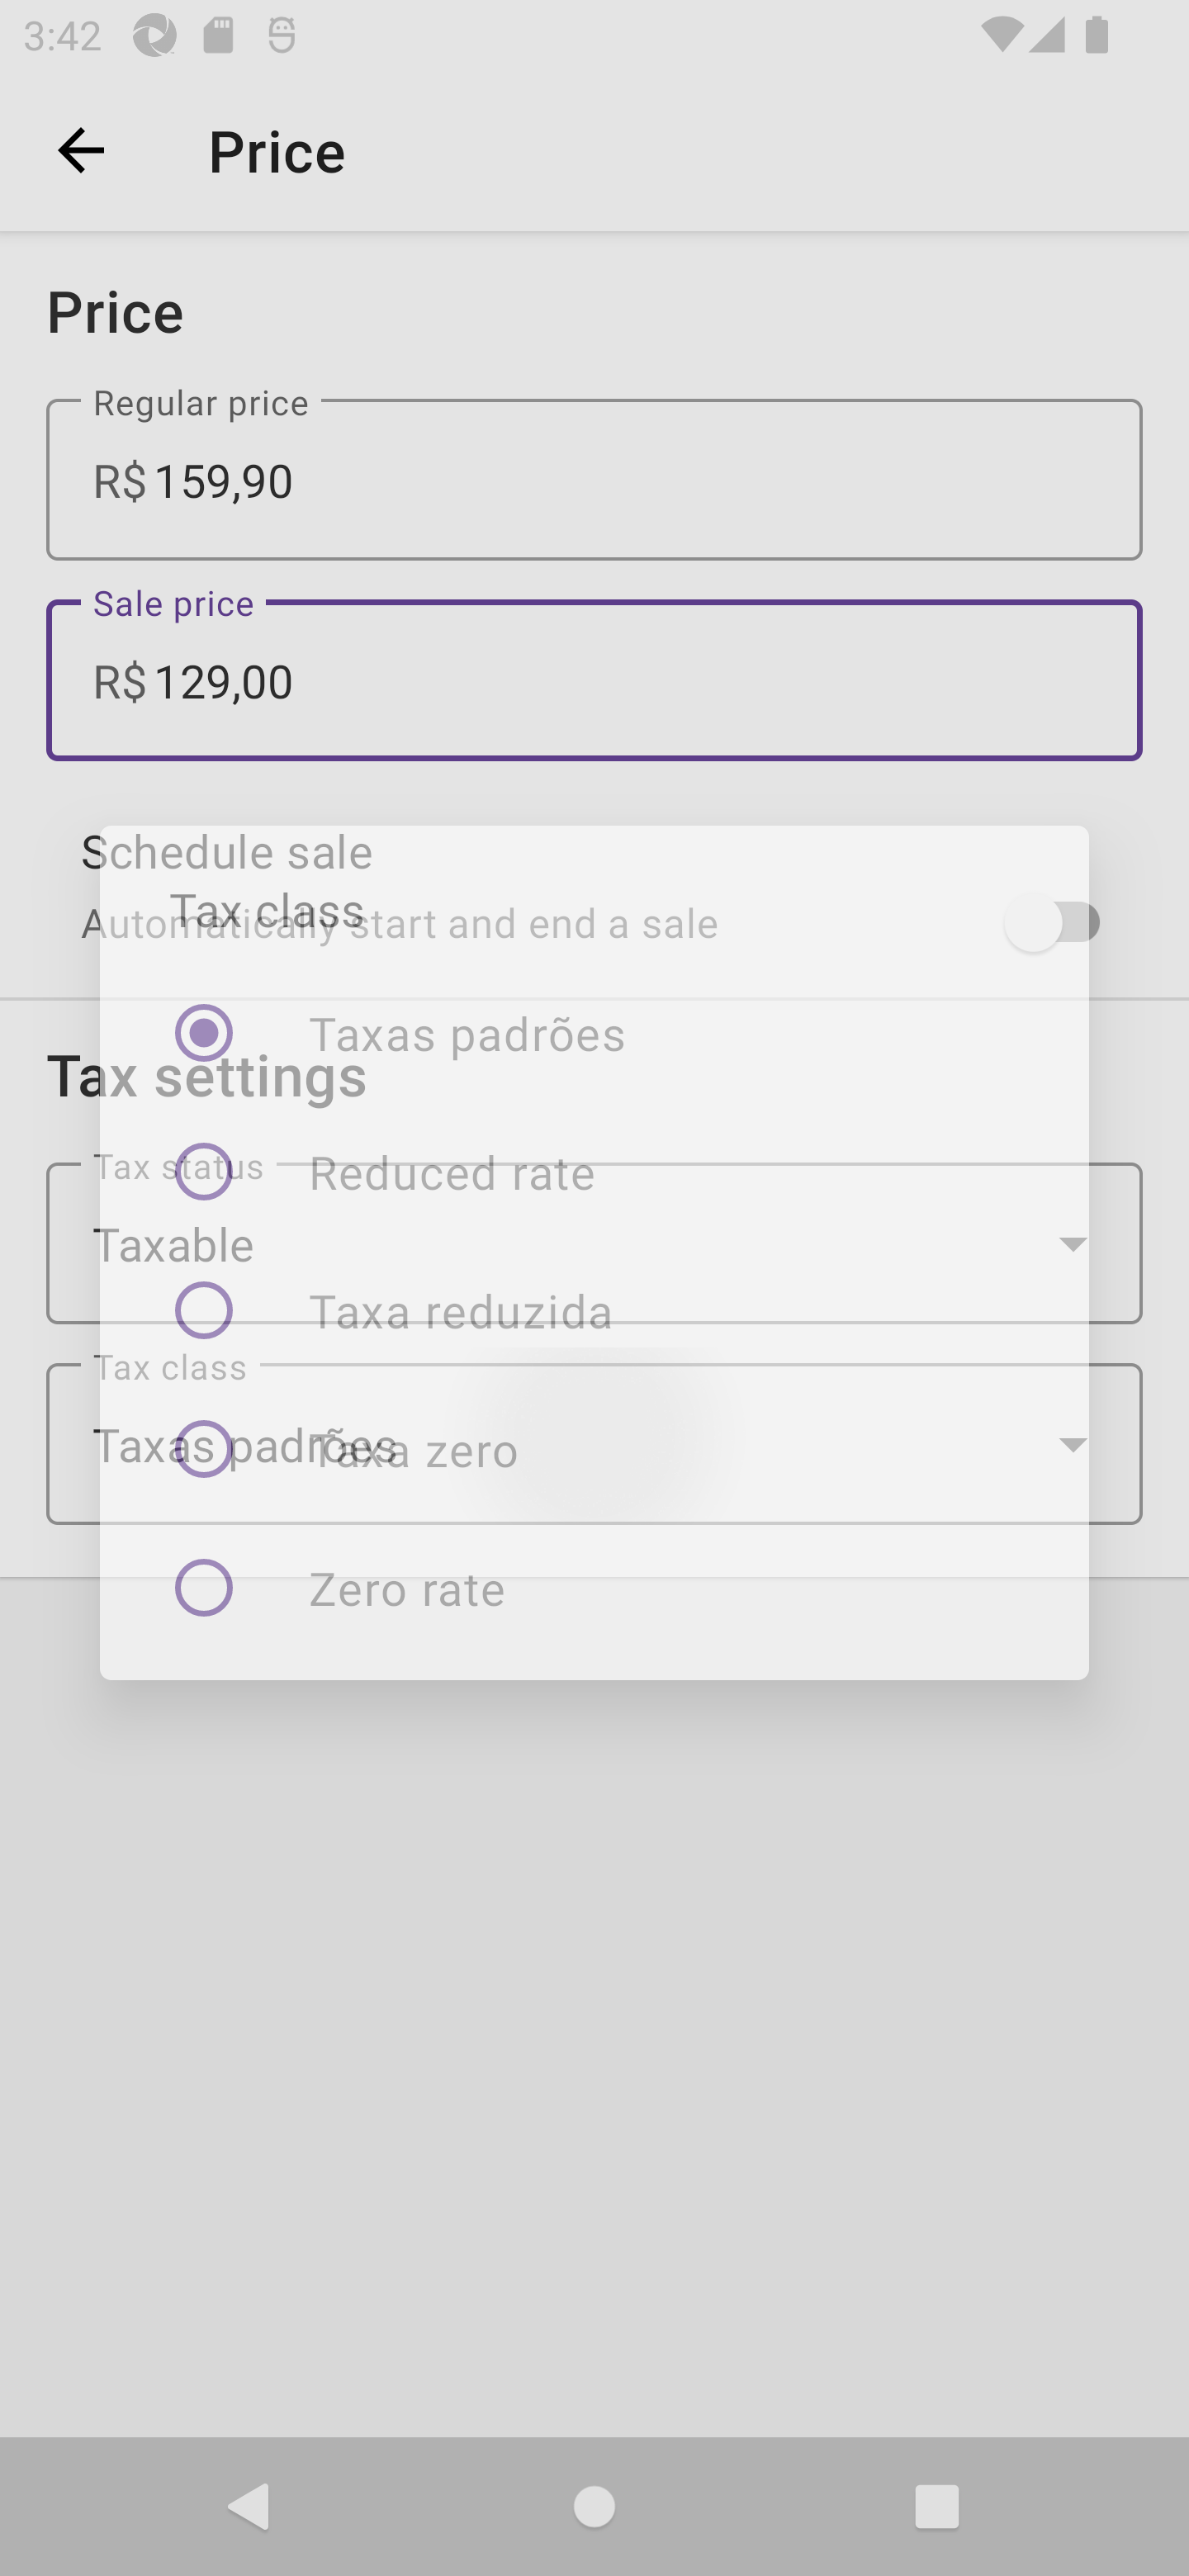 3:42
Price
Price
Regular price
R$ 159,90
Sale price
R$ 129,00
Schedule sale
Automatically start and end a sale
Tax class
Taxas padrões
Tax settings
Tax status
Reduced rate
Taxable
Taxa reduzida
Tax class
Taxas padrões
Taxa zero
Zero rate